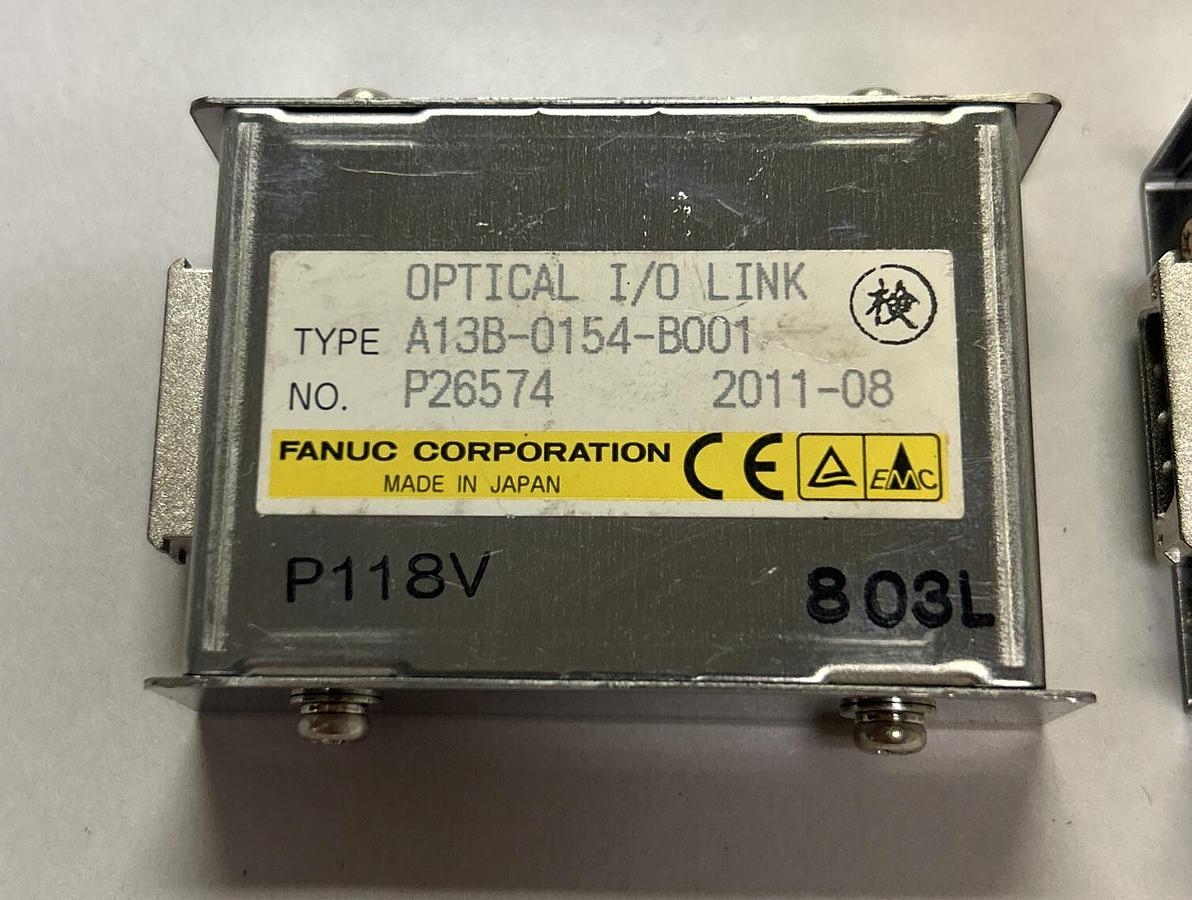 OPTICAL I/O LINK
検
TYPE A13B-0154-B001
NO. P26574 2011-08
FANUC CORPORATION CE
EMC
MADE IN JAPAN
P118V 803L